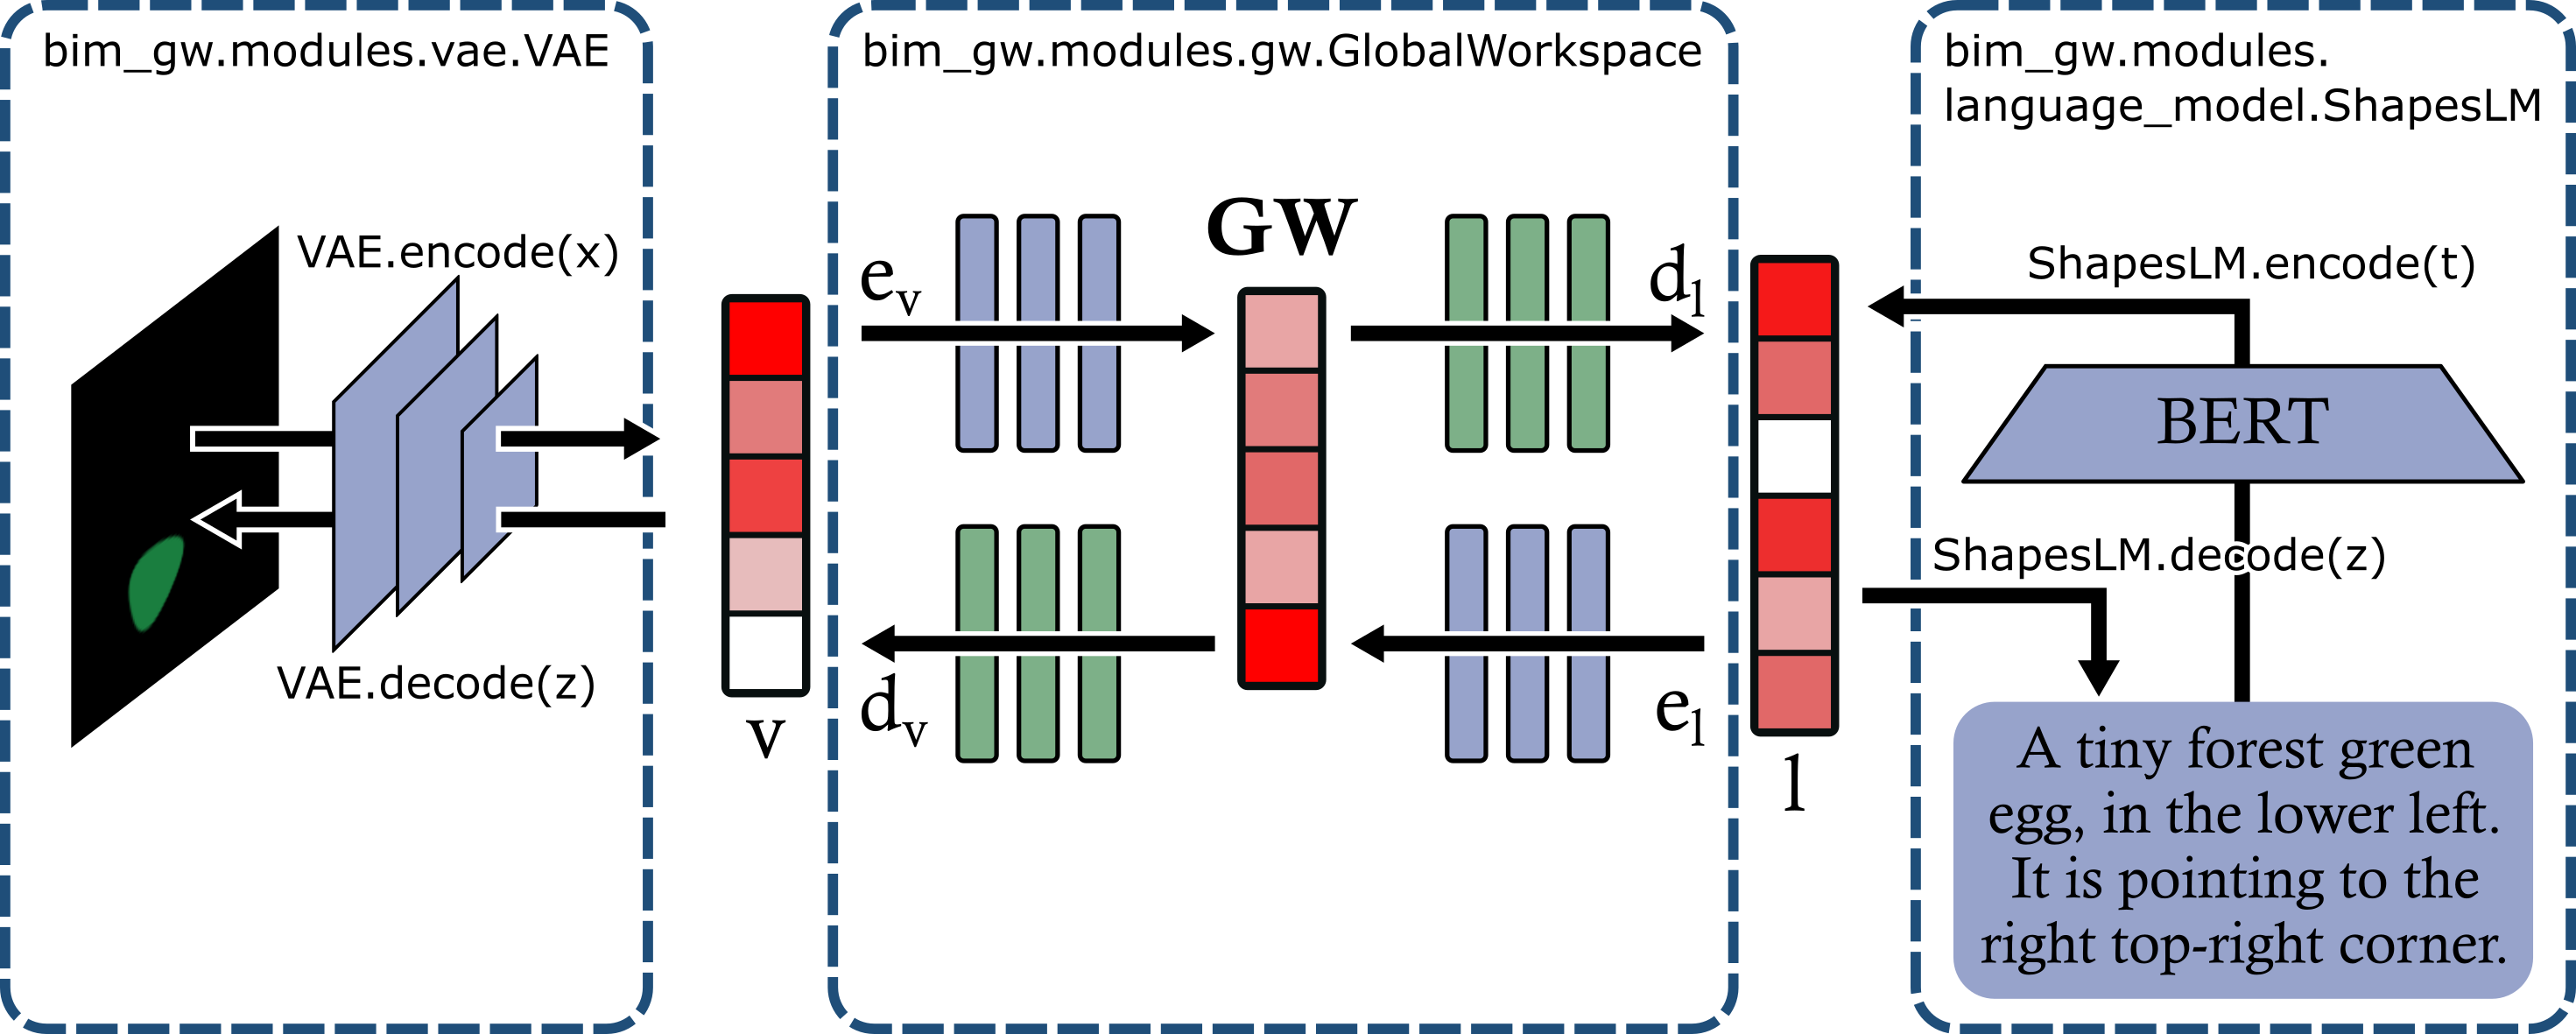 bim_gw.modules.vae.VAE
VAE.encode(x)
VAE.decode(z)
v
bim_gw.modules.gw.GlobalWorkspace
GW
e_v
d_l
d_v
e_l
l
bim_gw.modules.
language_model.ShapesLM
ShapesLM.encode(t)
BERT
ShapesLM.decode(z)
A tiny forest green
egg, in the lower left.
It is pointing to the
right top-right corner.